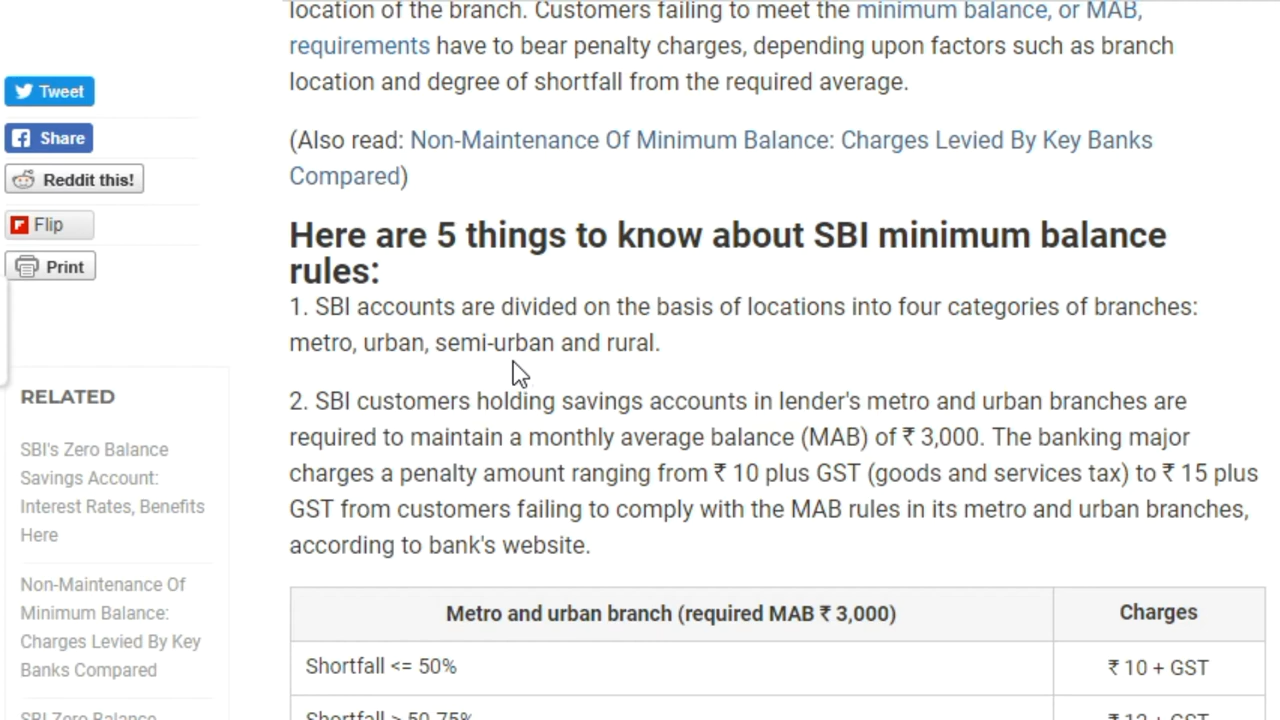 location of the branch. Customers failing to meet the minimum balance, or MAB,
requirements have to bear penalty charges, depending upon factors such as branch
location and degree of shortfall from the required average.
Tweet
Share
Reddit this!
Flip
Print
(Also read: Non-Maintenance Of Minimum Balance: Charges Levied By Key Banks
Compared)
Here are 5 things to know about SBI minimum balance
rules:
1. SBI accounts are divided on the basis of locations into four categories of branches:
metro, urban, semi-urban and rural.
2. SBI customers holding savings accounts in lender's metro and urban branches are
required to maintain a monthly average balance (MAB) of ₹ 3,000. The banking major
charges a penalty amount ranging from ₹ 10 plus GST (goods and services tax) to ₹ 15 plus
GST from customers failing to comply with the MAB rules in its metro and urban branches,
according to bank's website.
Metro and urban branch (required MAB ₹ 3,000)
Charges
Shortfall <= 50%
₹ 10 + GST
Shortfall > 50-75%
₹ 12 + GST
RELATED
SBI's Zero Balance
Savings Account:
Interest Rates, Benefits
Here
Non-Maintenance Of
Minimum Balance:
Charges Levied By Key
Banks Compared
SBI Zero Balance